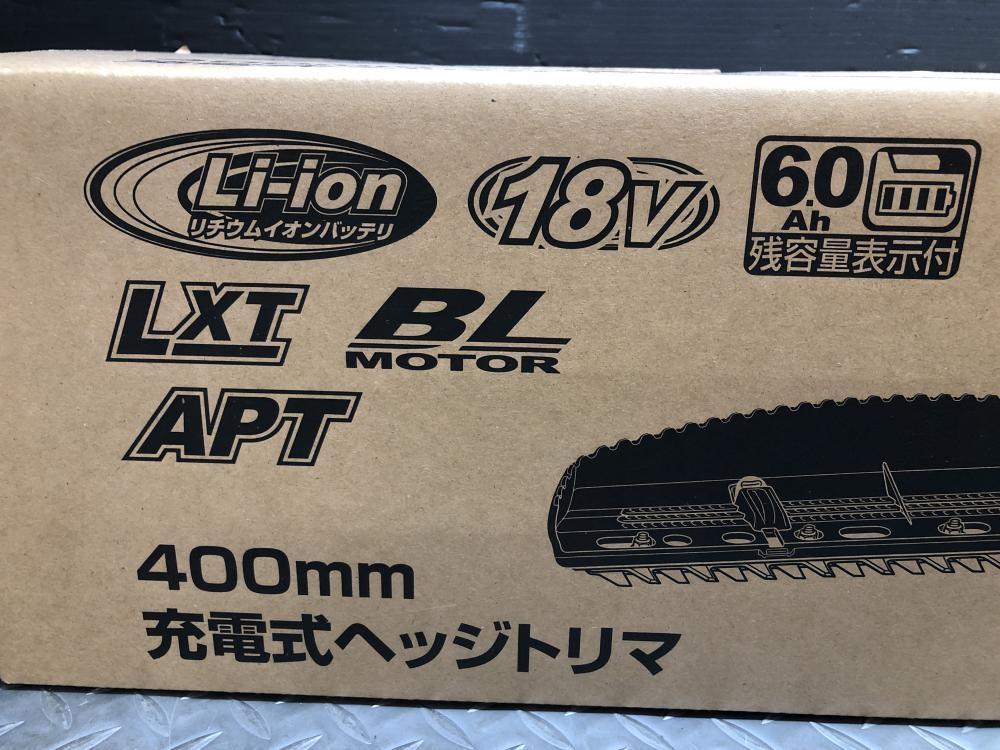 Li-ion
リチウムイオンバッテリ
18V
6.0
Ah
残容量表示付
LXT
BL
MOTOR
APT
400mm
充電式ヘッジトリマ